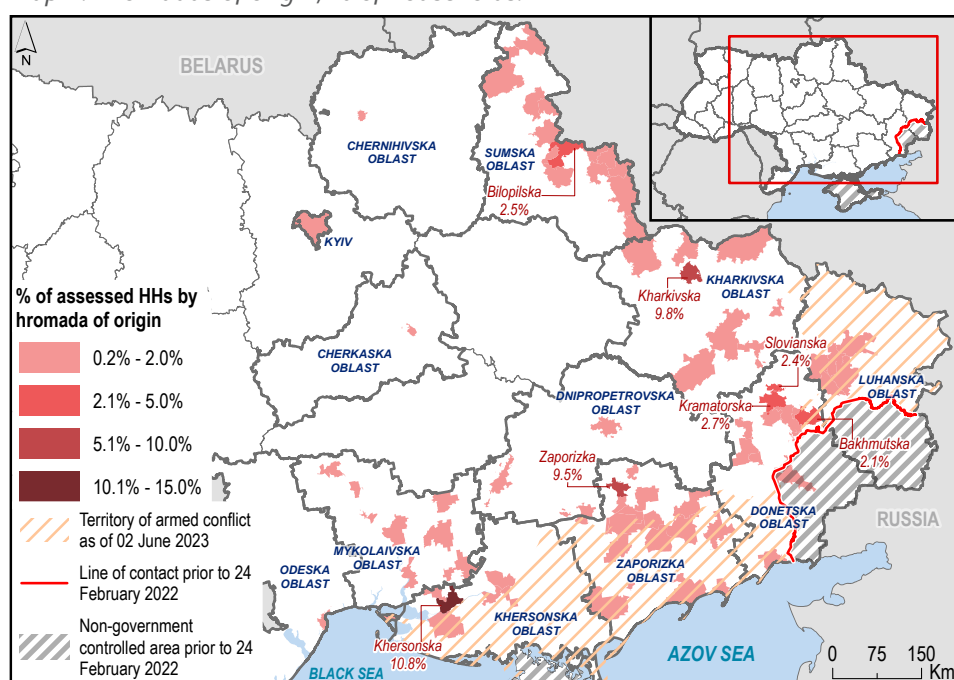 N
BELARUS
CHERNIHIVSKA
OBLAST
SUMSKA
OBLAST
Bilopilska
2.5%
KYIV
Kharkivska
9.8%
KHARKIVSKA
OBLAST
% of assessed HHs by
hromada of origin
0.2% - 2.0%
2.1% - 5.0%
5.1% - 10.0%
10.1% - 15.0%
Territory of armed conflict
as of 02 June 2023
Line of contact prior to 24
February 2022
Non-government
controlled area prior to 24
February 2022
CHERKASKA
OBLAST
Slovianska
2.4%
DNIPROPETROVSKA
OBLAST
LUHANSKA
OBLAST
Kramatorska
2.7%
Bakhmutska
2.1%
Zaporizka
9.5%
DONETSKA
OBLAST
RUSSIA
MYKOLAIVSKA
OBLAST
ODESKA
OBLAST
ZAPORIZKA
OBLAST
KHERSONSKA
OBLAST
Khersonska
10.8%
BLACK SEA
AZOV SEA
0 75 150
Km